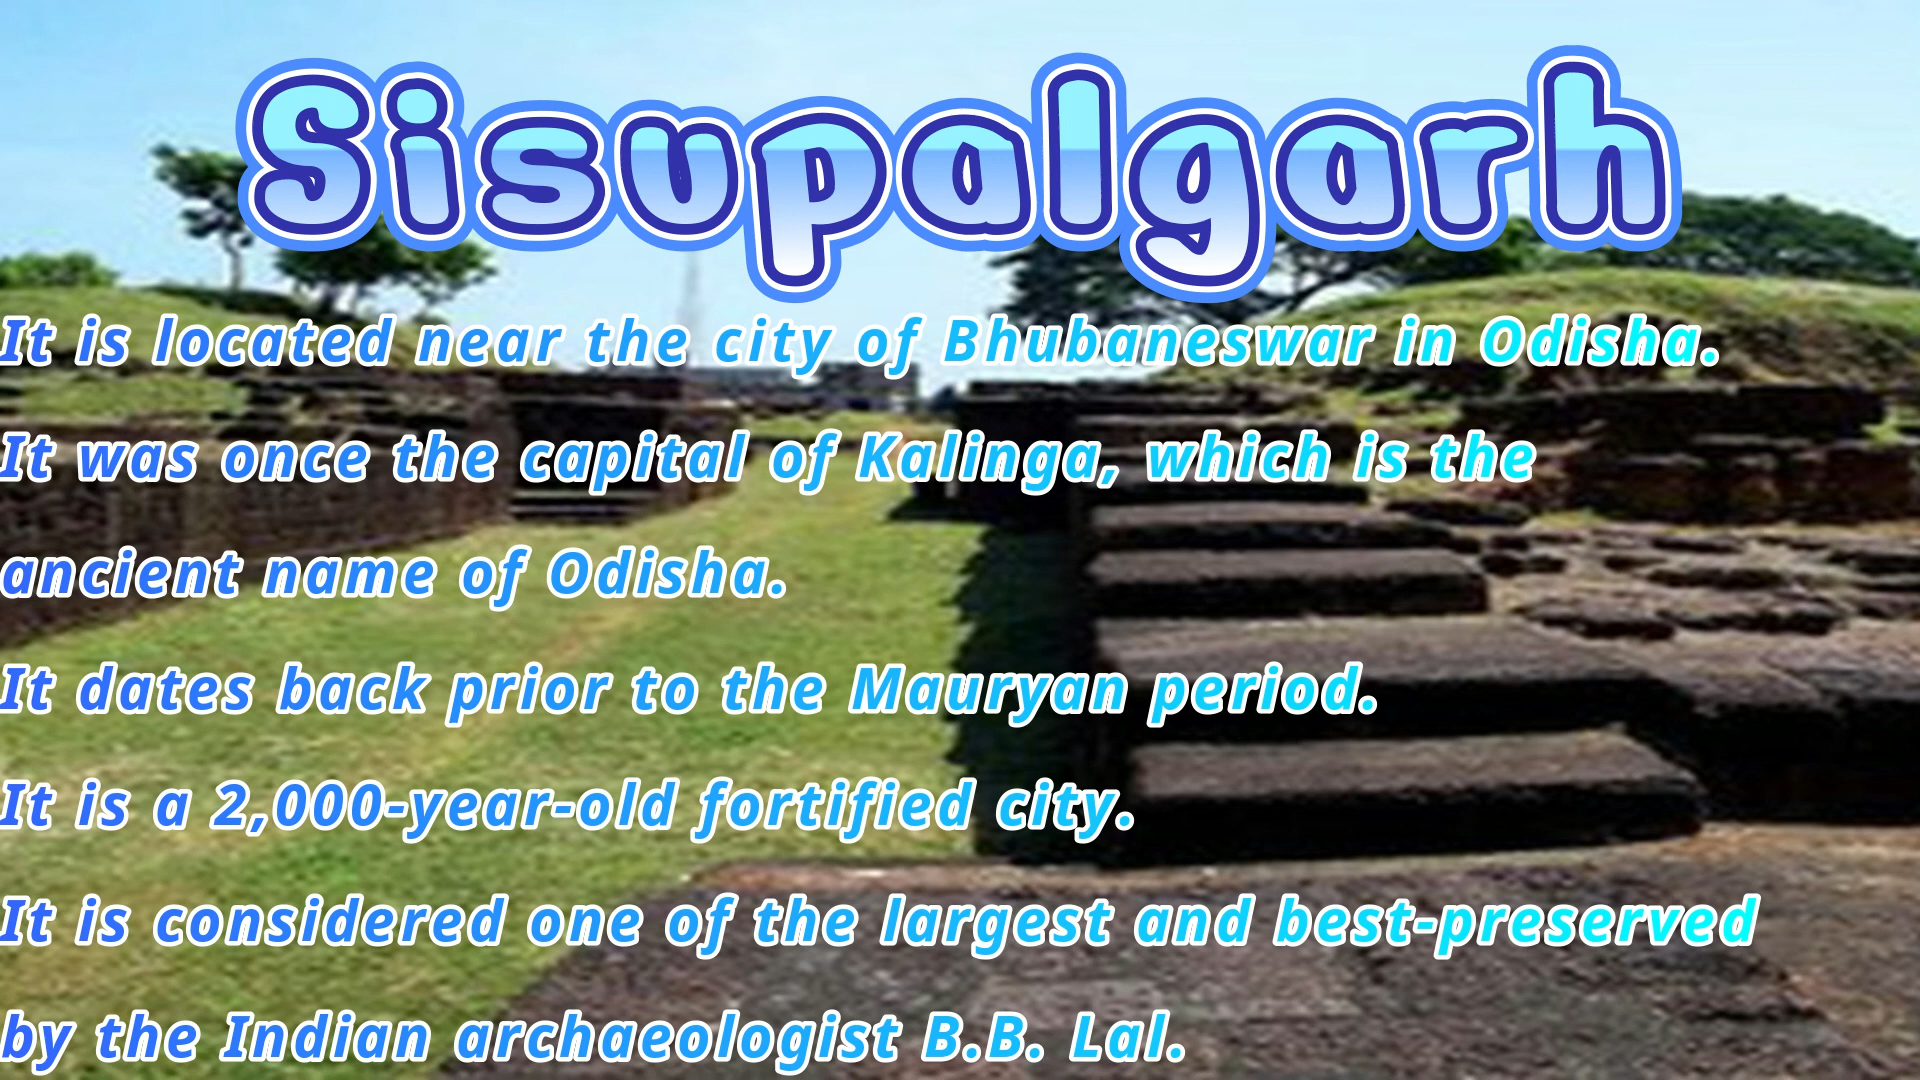 Sisupalgarh
It is located near the city of Bhubaneswar in Odisha.
It was once the capital of Kalinga, which is the
ancient name of Odisha.
It dates back prior to the Mauryan period.
It is a 2,000-year-old fortified city.
It is considered one of the largest and best-preserved
by the Indian archaeologist B.B. Lal.